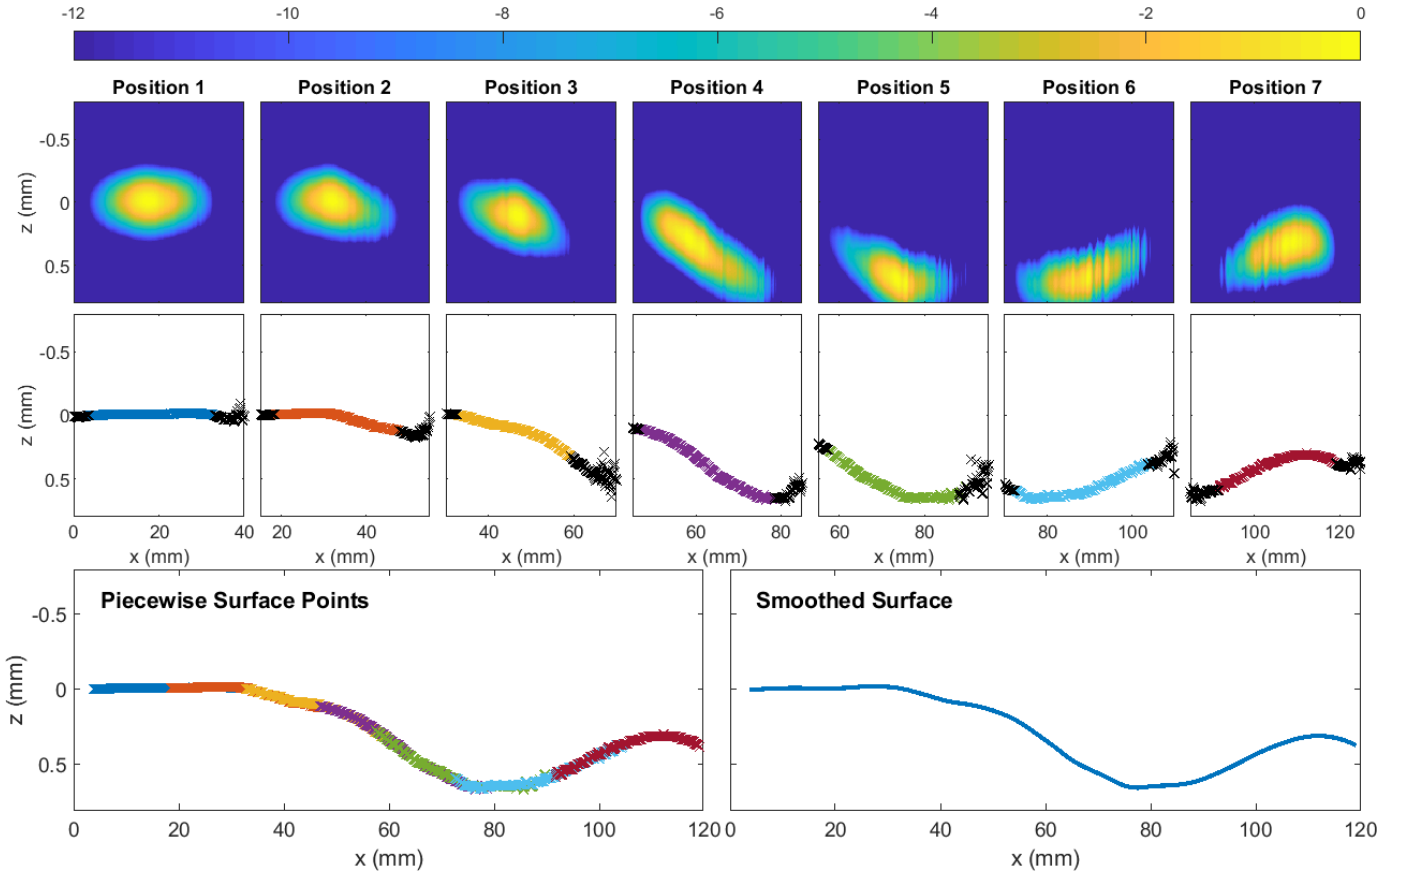 -12 -10 -8 -6 -4 -2 0
Position 1 Position 2 Position 3 Position 4 Position 5 Position 6 Position 7
-0.5
0
0.5
z (mm)
-0.5
0
0.5
z (mm)
0 20 40 20 40 40 60 60 80 60 80 80 100 100 120
x (mm) x (mm) x (mm) x (mm) x (mm) x (mm) x (mm)
Piecewise Surface Points Smoothed Surface
-0.5
0
0.5
z (mm)
0 20 40 60 80 100 120 0 20 40 60 80 100 120
x (mm) x (mm)